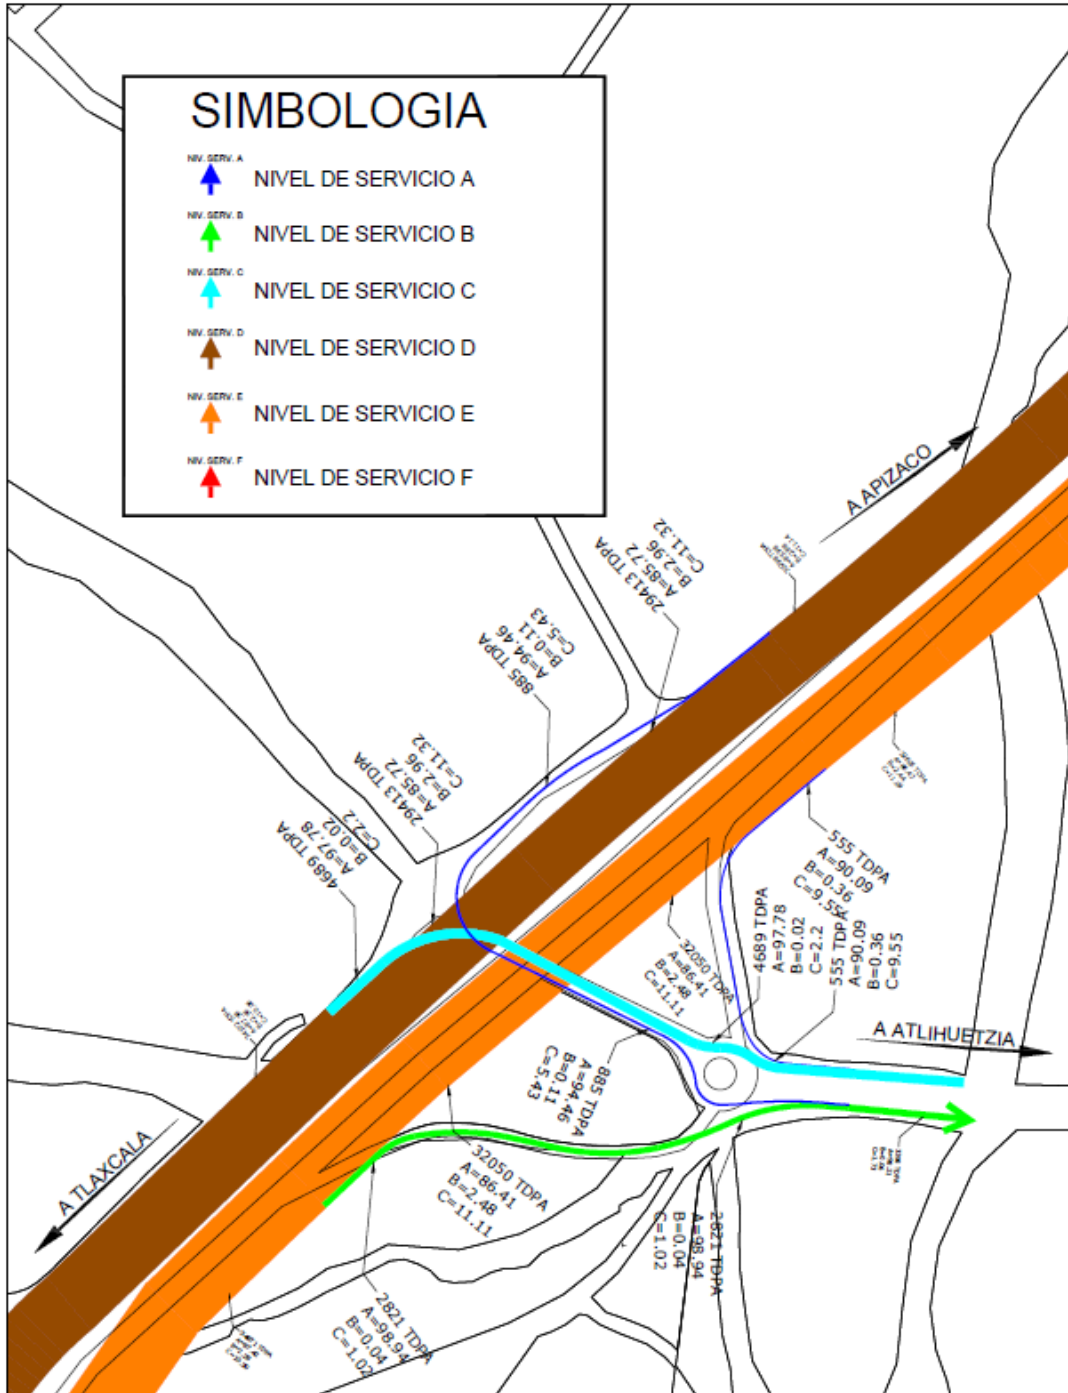 SIMBOLOGIA
NIV. SERV. A
NIVEL DE SERVICIO A
NIV. SERV. B
NIVEL DE SERVICIO B
NIV. SERV. C
NIVEL DE SERVICIO C
NIV. SERV. D
NIVEL DE SERVICIO D
NIV. SERV. E
NIVEL DE SERVICIO E
NIV. SERV. F
NIVEL DE SERVICIO F
A APIZACO
29413 TDPA
A=85.72
B=2.96
C=11.32
885 TDPA
A=94.46
B=0.11
C=5.43
29413 TDPA
A=85.72
B=2.96
C=11.32
4689 TDPA
A=97.78
B=0.02
C=2.2
555 TDPA
A=90.09
B=0.36
C=9.55
4689 TDPA
A=97.78
B=0.02
C=2.2
555 TDPA
A=90.09
B=0.36
C=9.55
32050 TDPA
A=86.41
B=2.48
C=11.11
A ATLIHUETZIA
885 TDPA
A=94.46
B=0.11
C=5.43
A TLAXCALA
32050 TDPA
A=86.41
B=2.48
C=11.11
2821 TDPA
A=98.94
B=0.04
C=1.02
2821 TDPA
A=98.94
B=0.04
C=1.02